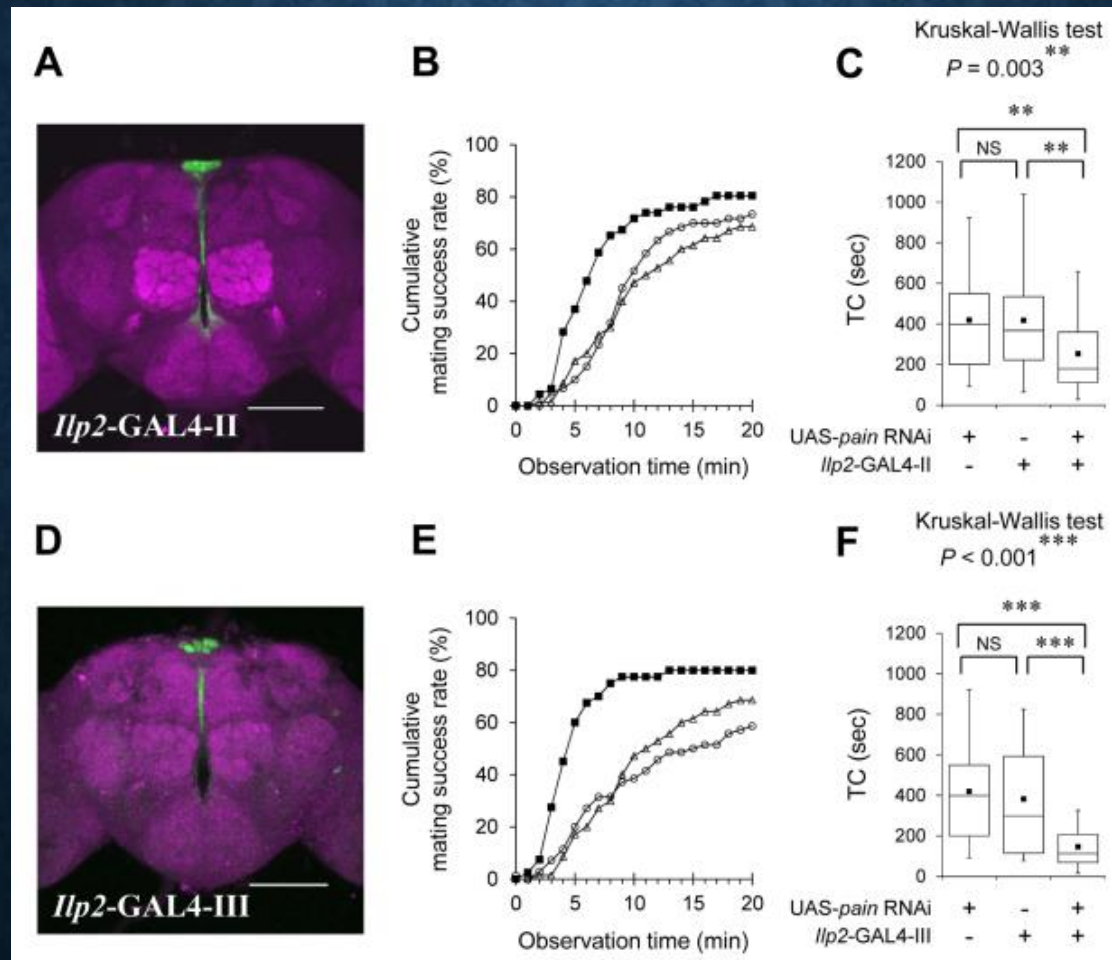 A
Ilp2-GAL4-II
B
Cumulative
mating success rate (%)
100
80
60
40
20
0
0 5 10 15 20
Observation time (min)
C
Kruskal-Wallis test
P = 0.003**
**
NS **
TC (sec)
1200
1000
800
600
400
200
0
UAS-pain RNAi + - +
Ilp2-GAL4-II - + +
D
Ilp2-GAL4-III
E
Cumulative
mating success rate (%)
100
80
60
40
20
0
0 5 10 15 20
Observation time (min)
F
Kruskal-Wallis test
P < 0.001***
***
NS ***
TC (sec)
1200
1000
800
600
400
200
0
UAS-pain RNAi + - +
Ilp2-GAL4-III - + +